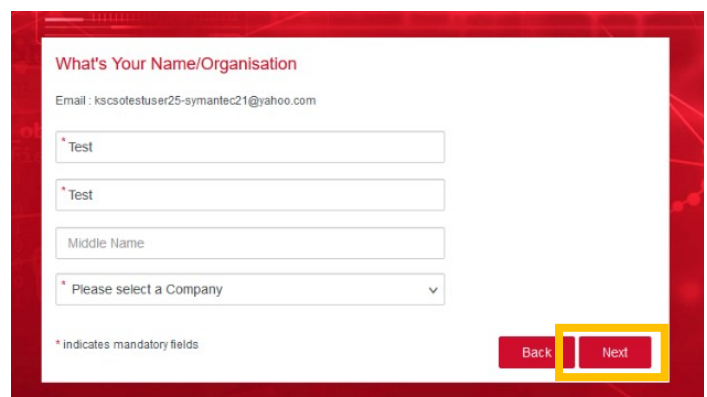 What's Your Name/Organisation
Email : kscsotestuser25-symantec21@yahoo.com
* Test
* Test
Middle Name
* Please select a Company
* indicates mandatory fields
Back Next